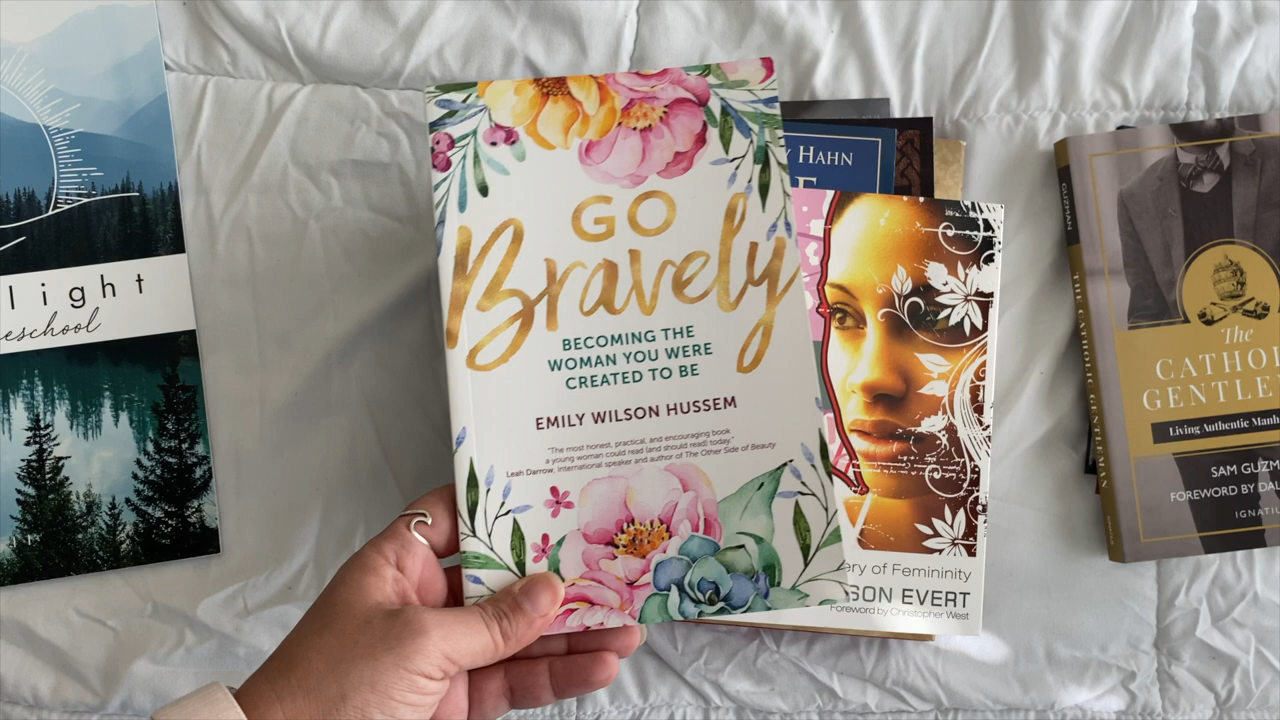 light
eschool
GO
Bravely
BECOMING THE
WOMAN YOU WERE
CREATED TO BE
EMILY WILSON HUSSEM
"The most honest, practical, and encouraging book
a young woman could read (and should read) today."
Leah Darrow, International speaker and author of The Other Side of Beauty
Y HAHN
ery of Femininity
SON EVERT
Foreword by Christopher West
GUZMAN
THE CATHOLIC GENTLEMAN
The
CATHOL
GENTLE
Living Authentic Manh
SAM GUZM
FOREWORD BY DAL
IGNATIU